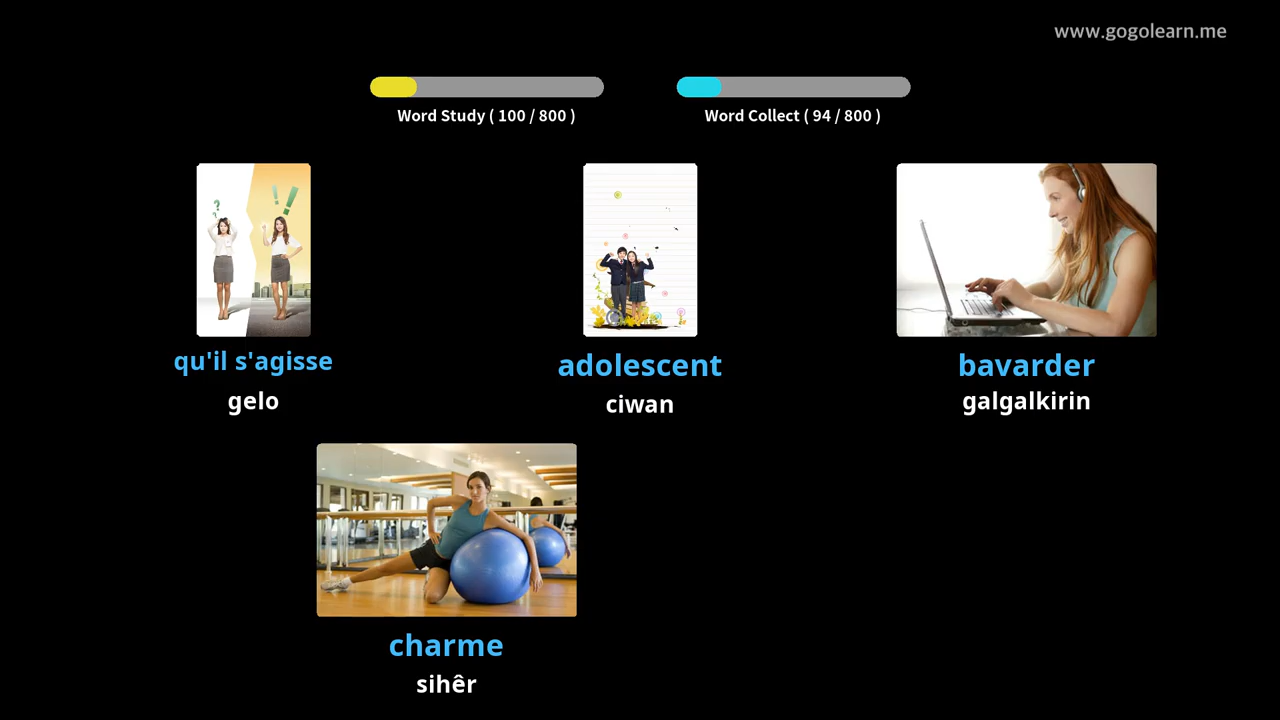 www.gogolearn.me
Word Study ( 100 / 800 )
Word Collect ( 94 / 800 )
qu'il s'agisse
gelo
adolescent
ciwan
bavarder
galgalkirin
charme
sihêr